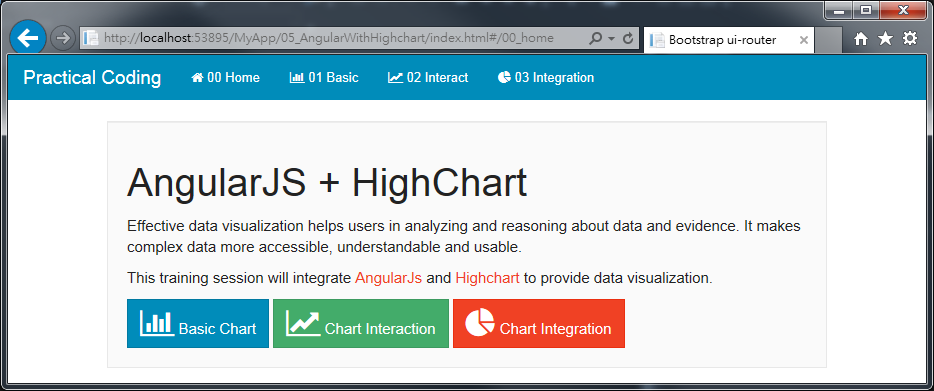 http://localhost:53895/MyApp/05_AngularWithHighchart/index.html#/00_home
Bootstrap ui-router
Practical Coding 00 Home 01 Basic 02 Interact 03 Integration
AngularJS + HighChart
Effective data visualization helps users in analyzing and reasoning about data and evidence. It makes
complex data more accessible, understandable and usable.
This training session will integrate AngularJs and Highchart to provide data visualization.
Basic Chart Chart Interaction Chart Integration